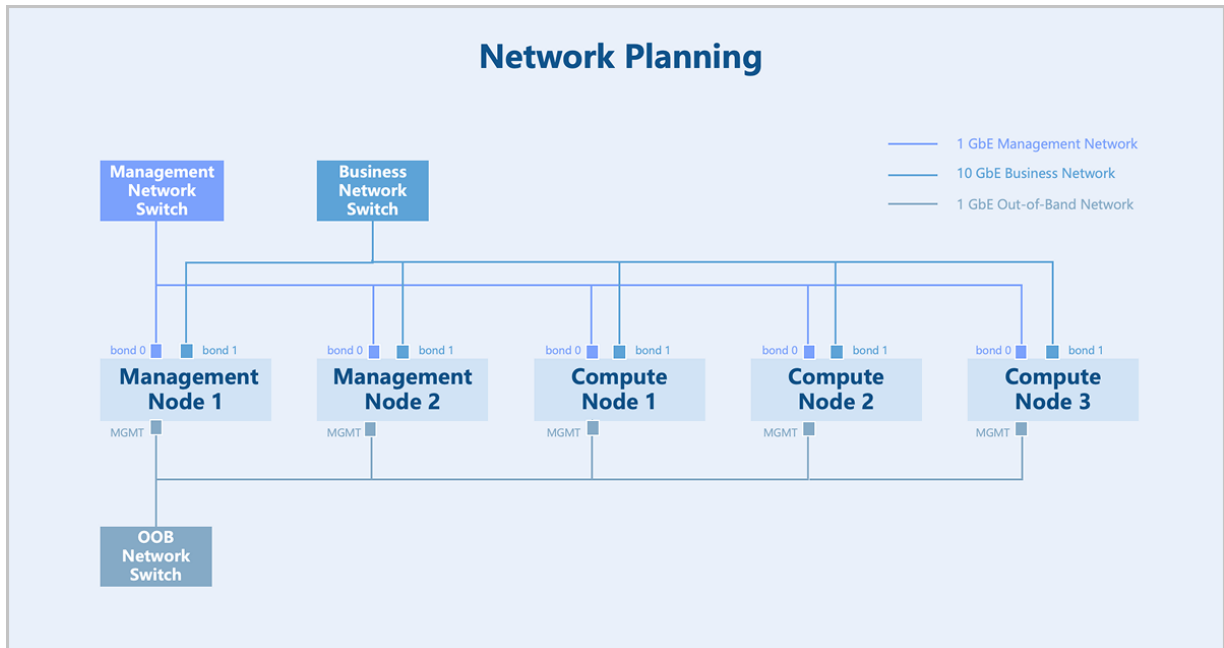 Network Planning
1 GbE Management Network
10 GbE Business Network
1 GbE Out-of-Band Network
Management
Network
Switch
Business
Network
Switch
bond 0
bond 1
bond 0
bond 1
bond 0
bond 1
bond 0
bond 1
bond 0
bond 1
Management
Node 1
Management
Node 2
Compute
Node 1
Compute
Node 2
Compute
Node 3
MGMT
MGMT
MGMT
MGMT
MGMT
OOB
Network
Switch